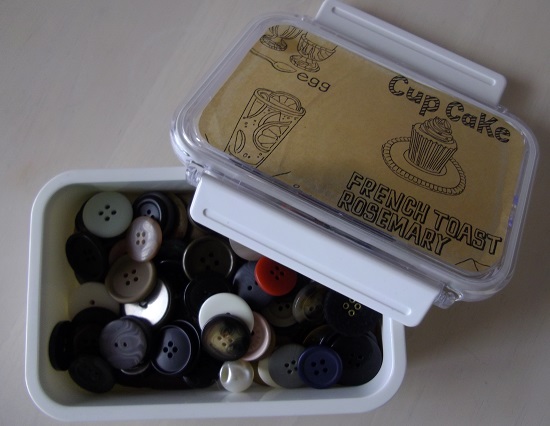 egg
Cup Cake
FRENCH TOAST
ROSEMARY